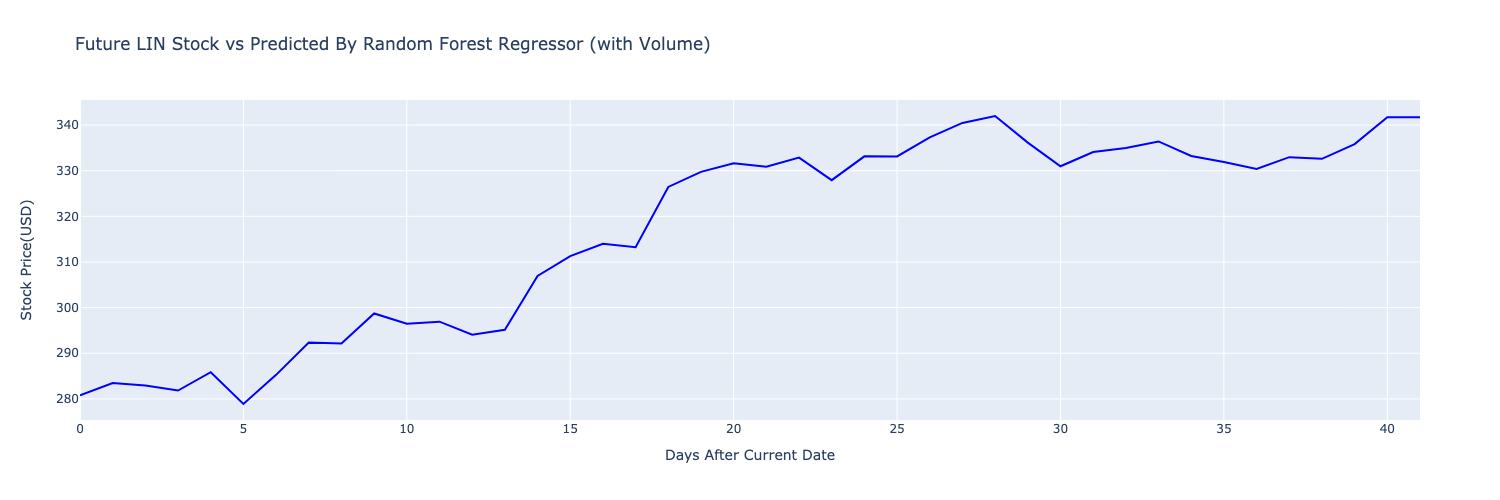 Future LIN Stock vs Predicted By Random Forest Regressor (with Volume)
340
330
320
310
300
290
280
Stock Price(USD)
0 5 10 15 20 25 30 35 40
Days After Current Date